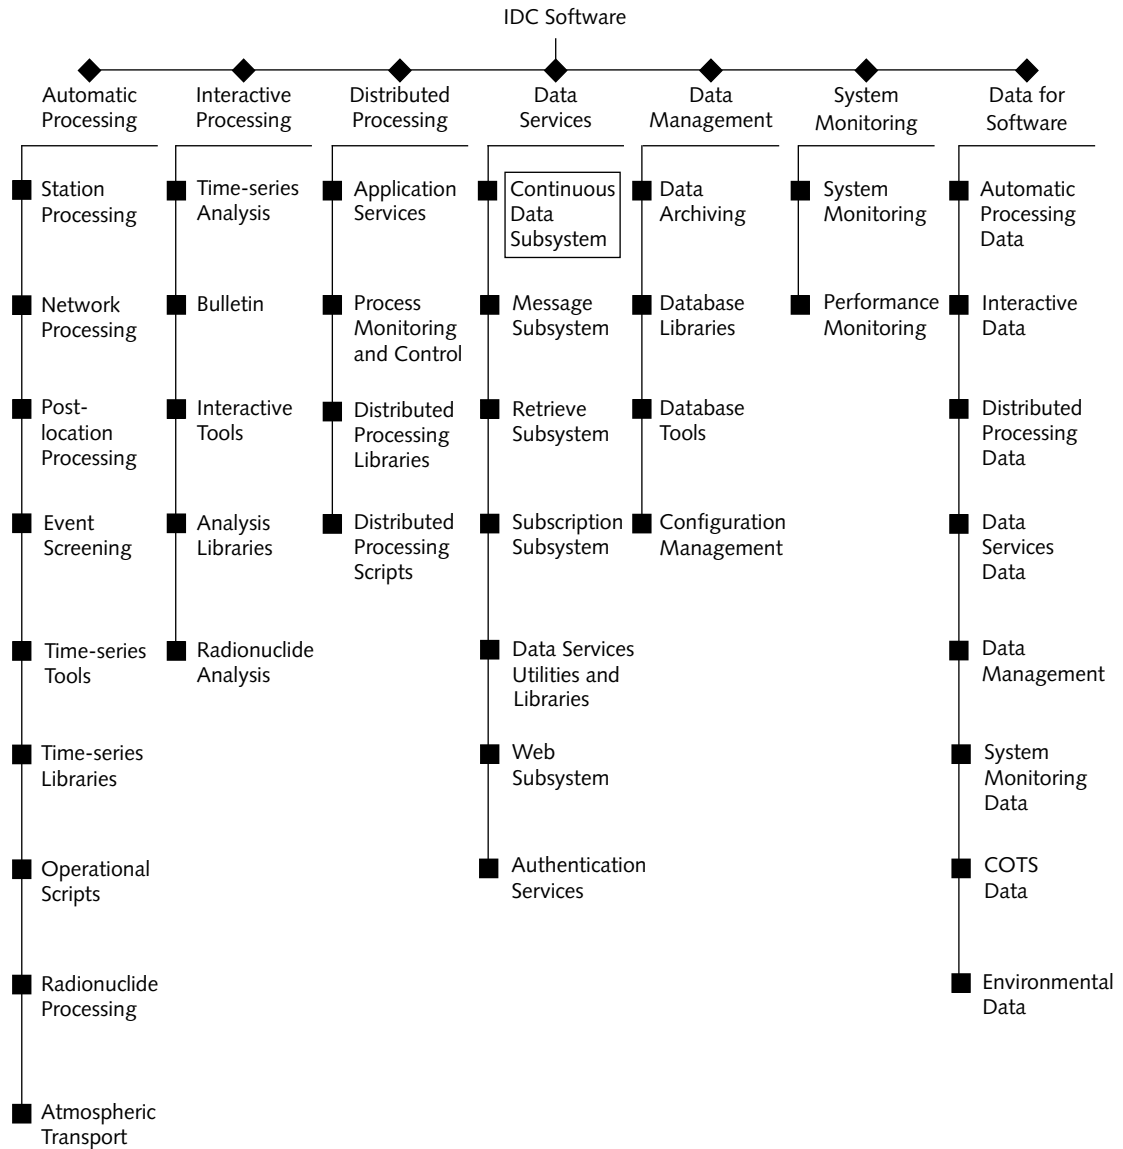 IDC Software
Automatic
Processing
Interactive
Processing
Distributed
Processing
Data
Services
Data
Management
System
Monitoring
Data for
Software
Station
Processing
Network
Processing
Post-
location
Processing
Event
Screening
Time-series
Tools
Time-series
Libraries
Operational
Scripts
Radionuclide
Processing
Atmospheric
Transport
Time-series
Analysis
Bulletin
Interactive
Tools
Analysis
Libraries
Radionuclide
Analysis
Application
Services
Process
Monitoring
and Control
Distributed
Processing
Libraries
Distributed
Processing
Scripts
Continuous
Data
Subsystem
Message
Subsystem
Retrieve
Subsystem
Subscription
Subsystem
Data Services
Utilities and
Libraries
Web
Subsystem
Authentication
Services
Data
Archiving
Database
Libraries
Database
Tools
Configuration
Management
System
Monitoring
Performance
Monitoring
Automatic
Processing
Data
Interactive
Data
Distributed
Processing
Data
Data
Services
Data
Data
Management
System
Monitoring
Data
COTS
Data
Environmental
Data